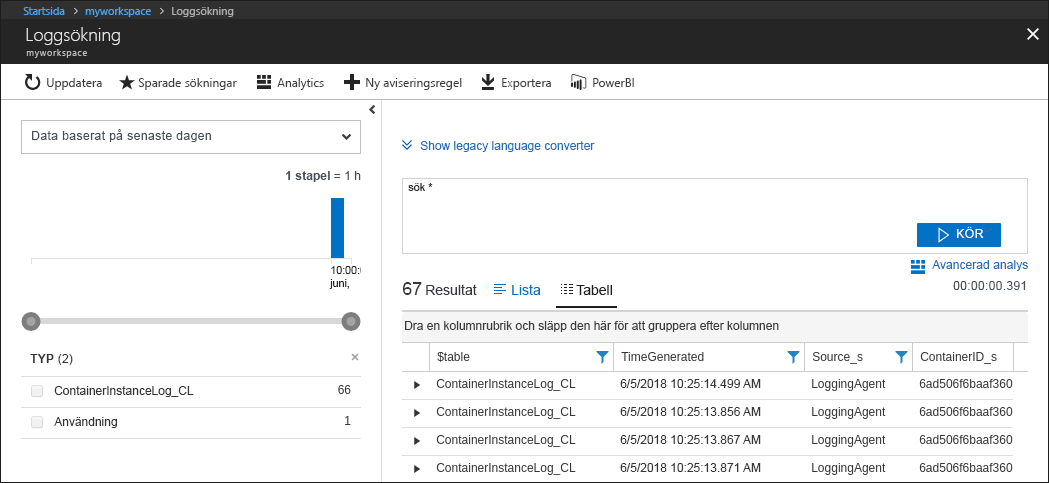 Startsida > myworkspace > Loggsökning
Loggsökning
myworkspace
Uppdatera Sparade sökningar Analytics Ny aviseringsregel Exportera PowerBI
Data baserat på senaste dagen
1 stapel = 1 h
juni,
TYP (2)
ContainerInstanceLog_CL 66
Användning 1
Show legacy language converter
sök *
KÖR
Avancerad analys
00:00:00.391
67 Resultat Lista Tabell
Dra en kolumnrubrik och släpp den här för att gruppera efter kolumnen
$table TimeGenerated Source_s ContainerID_s
ContainerInstanceLog_CL 6/5/2018 10:25:14.499 AM LoggingAgent 6ad506f6baaf360
ContainerInstanceLog_CL 6/5/2018 10:25:13.856 AM LoggingAgent 6ad506f6baaf360
ContainerInstanceLog_CL 6/5/2018 10:25:13.867 AM LoggingAgent 6ad506f6baaf360
ContainerInstanceLog_CL 6/5/2018 10:25:13.871 AM LoggingAgent 6ad506f6baaf360